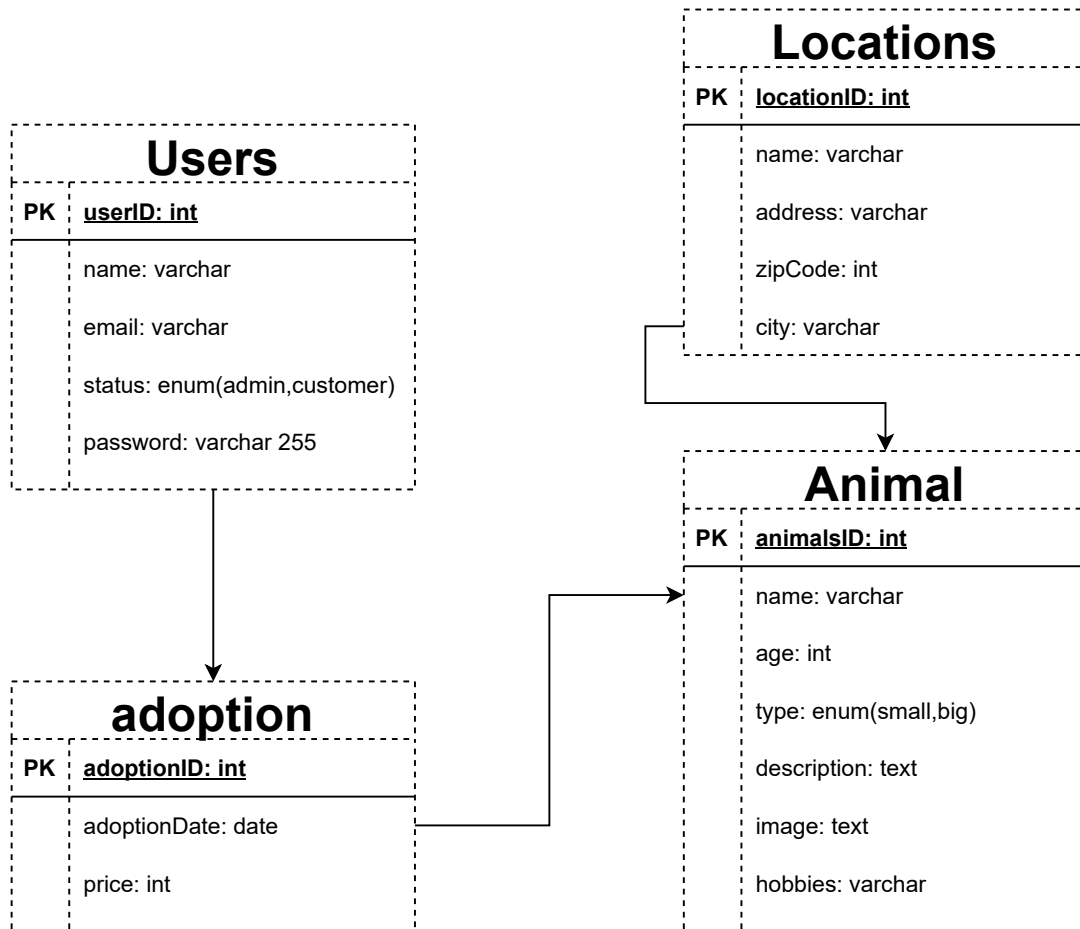 Locations
PK locationID: int
name: varchar
address: varchar
zipCode: int
city: varchar
Users
PK userID: int
name: varchar
email: varchar
status: enum(admin,customer)
password: varchar 255
Animal
PK animalsID: int
name: varchar
age: int
type: enum(small,big)
description: text
image: text
hobbies: varchar
adoption
PK adoptionID: int
adoptionDate: date
price: int